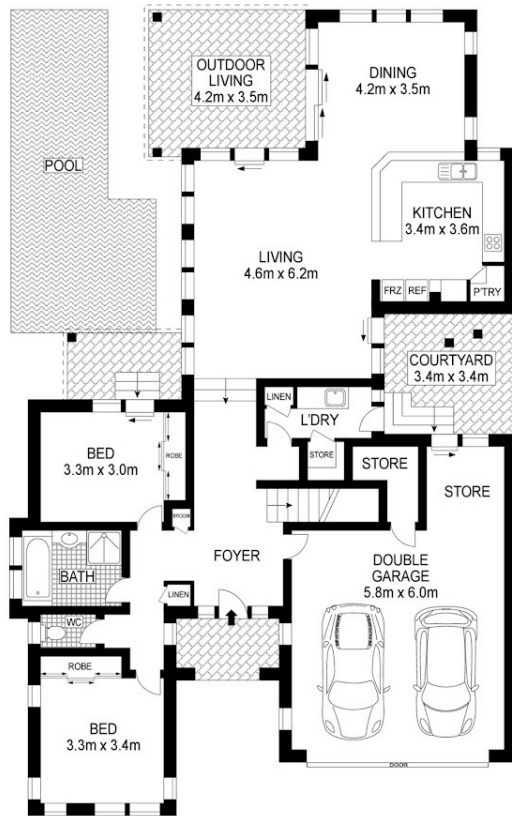 OUTDOOR
LIVING
4.2m x 3.5m
DINING
4.2m x 3.5m
POOL
KITCHEN
3.4m x 3.6m
LIVING
4.6m x 6.2m
FRZ
REF
P'TRY
COURTYARD
3.4m x 3.4m
LINEN
L'DRY
STORE
STORE
STORE
BED
3.3m x 3.0m
ROBE
BROOM
FOYER
DOUBLE
GARAGE
5.8m x 6.0m
BATH
LINEN
WC
ROBE
BED
3.3m x 3.4m
DOOR